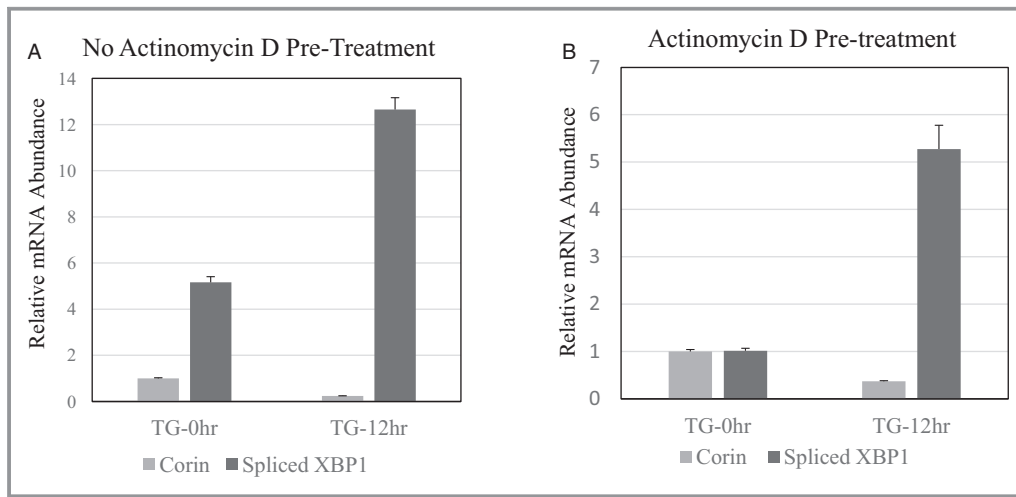 A
No Actinomycin D Pre-Treatment
Relative mRNA Abundance
14
12
10
8
6
4
2
0
TG-0hr
TG-12hr
Corin
Spliced XBP1
B
Actinomycin D Pre-treatment
Relative mRNA Abundance
7
6
5
4
3
2
1
0
TG-0hr
TG-12hr
Corin
Spliced XBP1